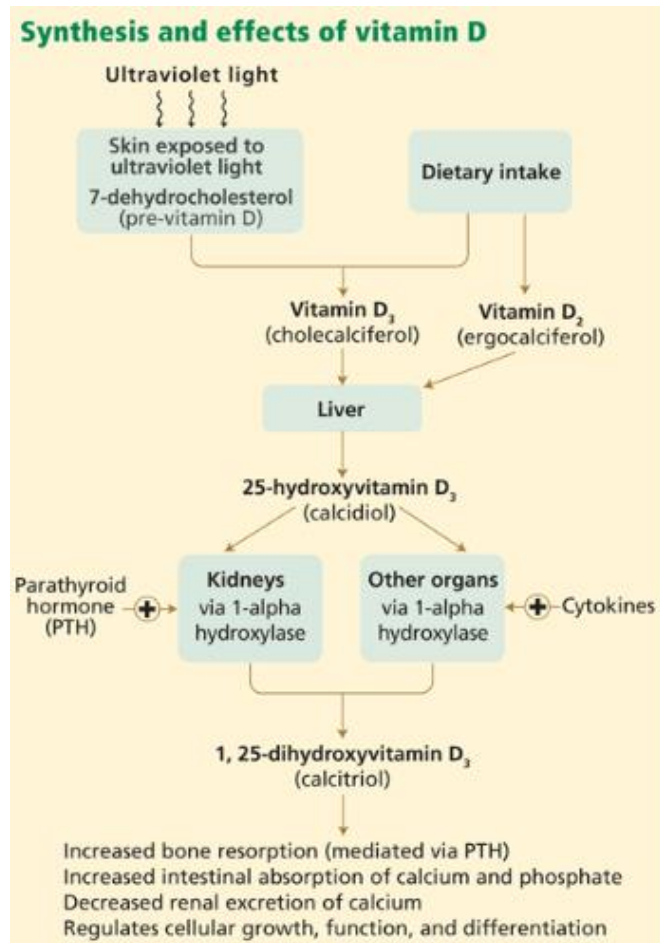 Synthesis and effects of vitamin D
Ultraviolet light
Skin exposed to
ultraviolet light
7-dehydrocholesterol
(pre-vitamin D)
Dietary intake
Vitamin D₃
(cholecalciferol)
Vitamin D₂
(ergocalciferol)
Liver
25-hydroxyvitamin D₃
(calcidiol)
Parathyroid
hormone
(PTH)
+
Kidneys
via 1-alpha
hydroxylase
Other organs
via 1-alpha
hydroxylase
+
Cytokines
1, 25-dihydroxyvitamin D₃
(calcitriol)
Increased bone resorption (mediated via PTH)
Increased intestinal absorption of calcium and phosphate
Decreased renal excretion of calcium
Regulates cellular growth, function, and differentiation